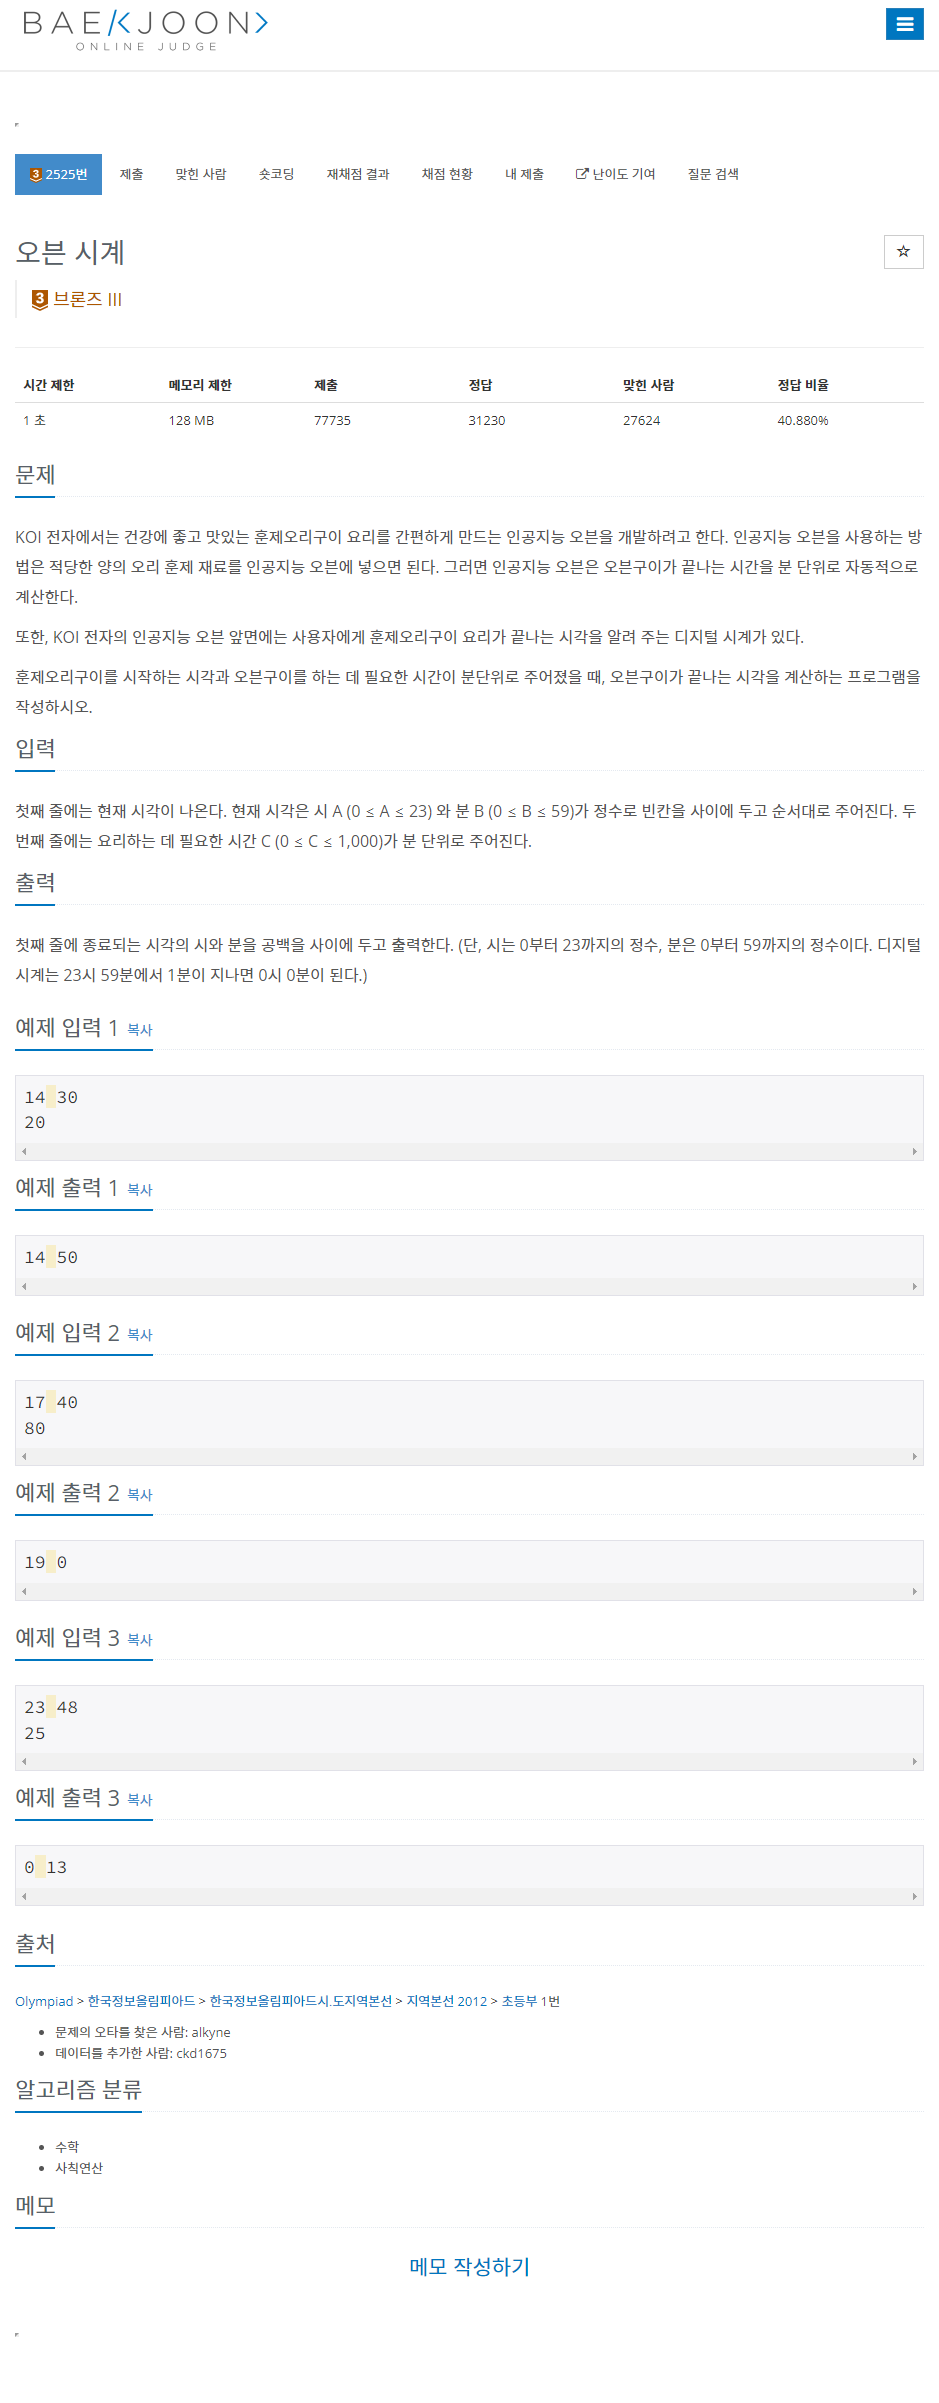 BAE/<JOON>
ONLINE JUDGE
3 2525번 제출 맞힌 사람 숏코딩 재채점 결과 채점 현황 내 제출 난이도 기여 질문 검색
오븐 시계
3 브론즈 III
시간 제한 메모리 제한 제출 정답 맞힌 사람 정답 비율
1 초 128 MB 77735 31230 27624 40.880%
문제
KOI 전자에서는 건강에 좋고 맛있는 훈제오리구이 요리를 간편하게 만드는 인공지능 오븐을 개발하려고 한다. 인공지능 오븐을 사용하는 방
법은 적당한 양의 오리 훈제 재료를 인공지능 오븐에 넣으면 된다. 그러면 인공지능 오븐은 오븐구이가 끝나는 시간을 분 단위로 자동적으로
계산한다.
또한, KOI 전자의 인공지능 오븐 앞면에는 사용자에게 훈제오리구이 요리가 끝나는 시각을 알려 주는 디지털 시계가 있다.
훈제오리구이를 시작하는 시각과 오븐구이를 하는 데 필요한 시간이 분단위로 주어졌을 때, 오븐구이가 끝나는 시각을 계산하는 프로그램을
작성하시오.
입력
첫째 줄에는 현재 시각이 나온다. 현재 시각은 시 A (0 ≤ A ≤ 23) 와 분 B (0 ≤ B ≤ 59)가 정수로 빈칸을 사이에 두고 순서대로 주어진다. 두
번째 줄에는 요리하는 데 필요한 시간 C (0 ≤ C ≤ 1,000)가 분 단위로 주어진다.
출력
첫째 줄에 종료되는 시각의 시와 분을 공백을 사이에 두고 출력한다. (단, 시는 0부터 23까지의 정수, 분은 0부터 59까지의 정수이다. 디지털
시계는 23시 59분에서 1분이 지나면 0시 0분이 된다.)
예제 입력 1 복사
14 30
20
예제 출력 1 복사
14 50
예제 입력 2 복사
17 40
80
예제 출력 2 복사
19 0
예제 입력 3 복사
23 48
25
예제 출력 3 복사
0 13
출처
Olympiad > 한국정보올림피아드 > 한국정보올림피아드시.도지역본선 > 지역본선 2012 > 초등부 1번
• 문제의 오타를 찾은 사람: alkyne
• 데이터를 추가한 사람: ckd1675
알고리즘 분류
• 수학
• 사칙연산
메모
메모 작성하기